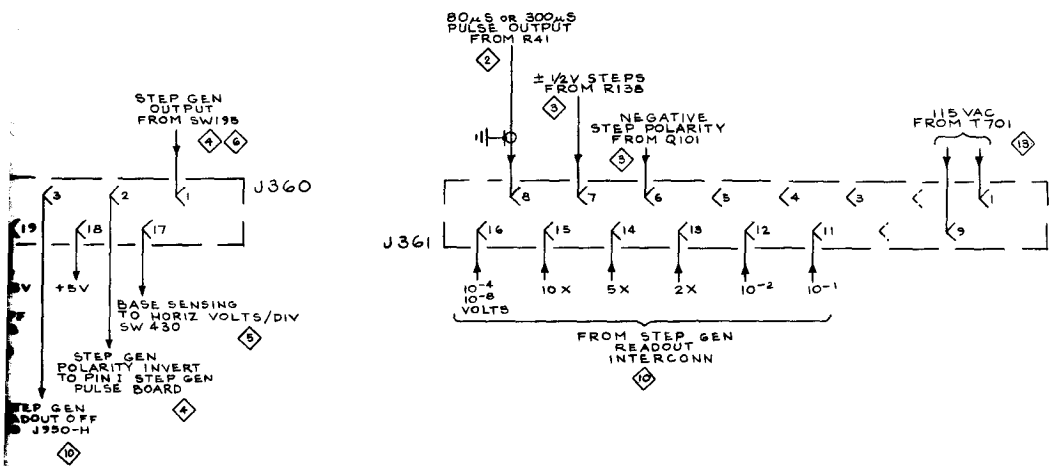 80µS OR 300µS
PULSE OUTPUT
FROM R41
2
± 1/2V STEPS
FROM R138
3
STEP GEN
OUTPUT
FROM SW195
4 6
NEGATIVE
STEP POLARITY
FROM Q101
3
115 VAC
FROM T701
13
3 2 1
J360
19 18 17
8 7 6 5 4 3 1
J361
16 15 14 13 12 11 9
+5V
10-4
10-8
VOLTS
10X
5X
2X
10-2
10-1
BASE SENSING
TO HORIZ VOLTS/DIV
SW 430
5
FROM STEP GEN
READOUT
INTERCONN
10
STEP GEN
POLARITY INVERT
TO PIN I STEP GEN
PULSE BOARD
4
TEP GEN
ADOUT OFF
J950-H
10